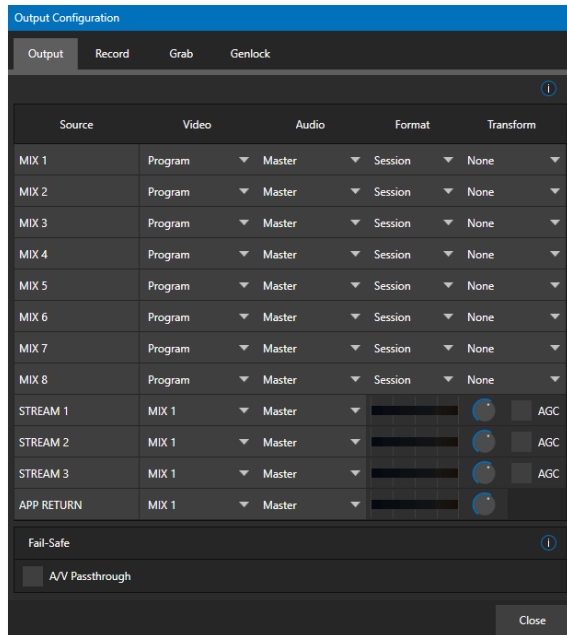 Output Configuration
Output Record Grab Genlock
Source Video Audio Format Transform
MIX 1 Program Master Session None
MIX 2 Program Master Session None
MIX 3 Program Master Session None
MIX 4 Program Master Session None
MIX 5 Program Master Session None
MIX 6 Program Master Session None
MIX 7 Program Master Session None
MIX 8 Program Master Session None
STREAM 1 MIX 1 Master AGC
STREAM 2 MIX 1 Master AGC
STREAM 3 MIX 1 Master AGC
APP RETURN MIX 1 Master
Fail-Safe
A/V Passthrough
Close